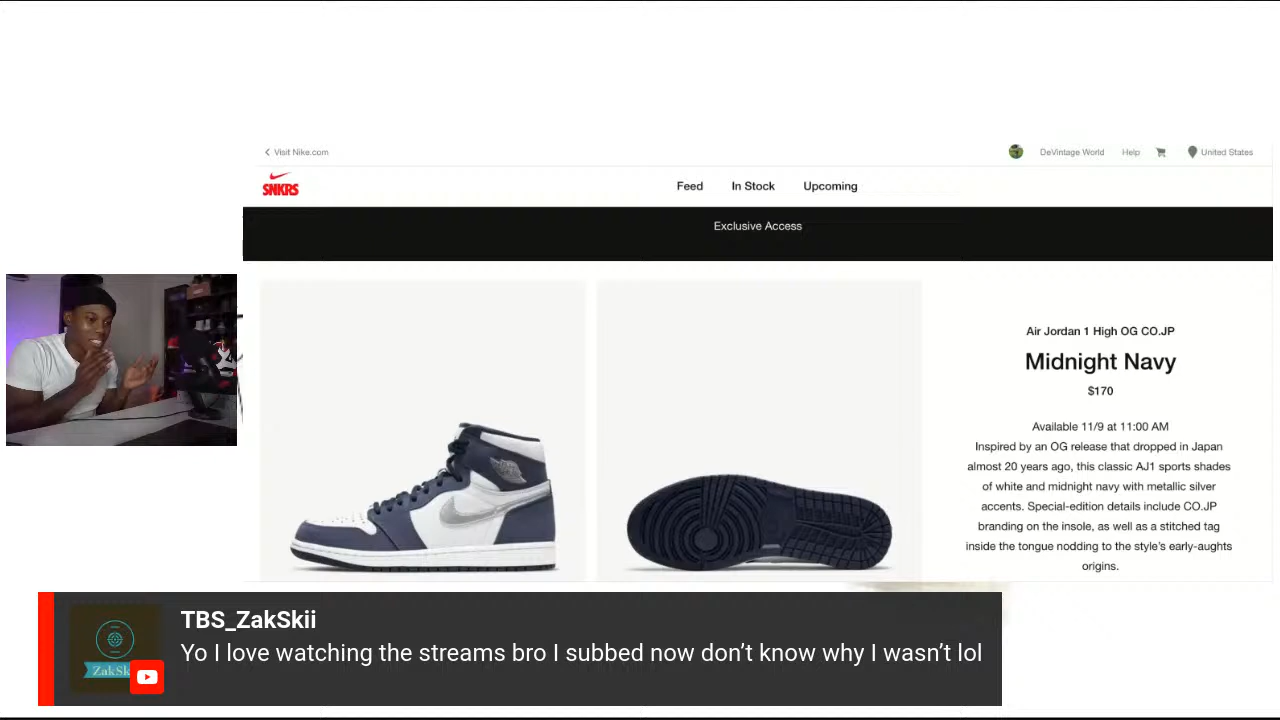 Visit Nike.com
DeVintage World
Help
United States
SNKRS
Feed
In Stock
Upcoming
Exclusive Access
Air Jordan 1 High OG CO.JP
Midnight Navy
$170
Available 11/9 at 11:00 AM
Inspired by an OG release that dropped in Japan
almost 20 years ago, this classic AJ1 sports shades
of white and midnight navy with metallic silver
accents. Special-edition details include CO.JP
branding on the insole, as well as a stitched tag
inside the tongue nodding to the style's early-aughts
origins.
TBS_ZakSkii
Yo I love watching the streams bro I subbed now don't know why I wasn't lol